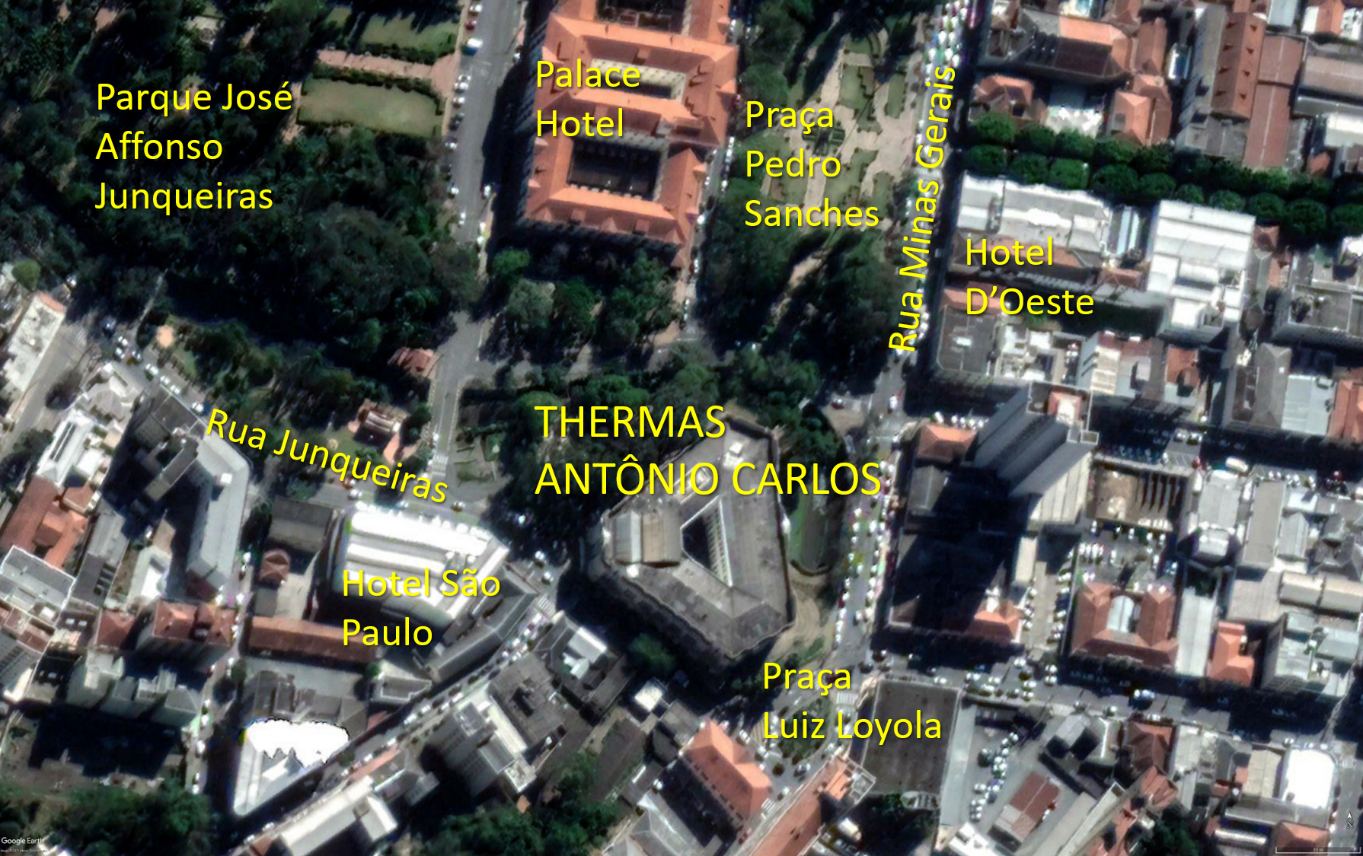 Parque José
Affonso
Junqueiras
Palace
Hotel
Praça
Pedro
Sanches
Rua Minas Gerais
Hotel
D’Oeste
Rua Junqueiras
THERMAS
ANTÔNIO CARLOS
Hotel São
Paulo
Praça
Luiz Loyola
Google Earth